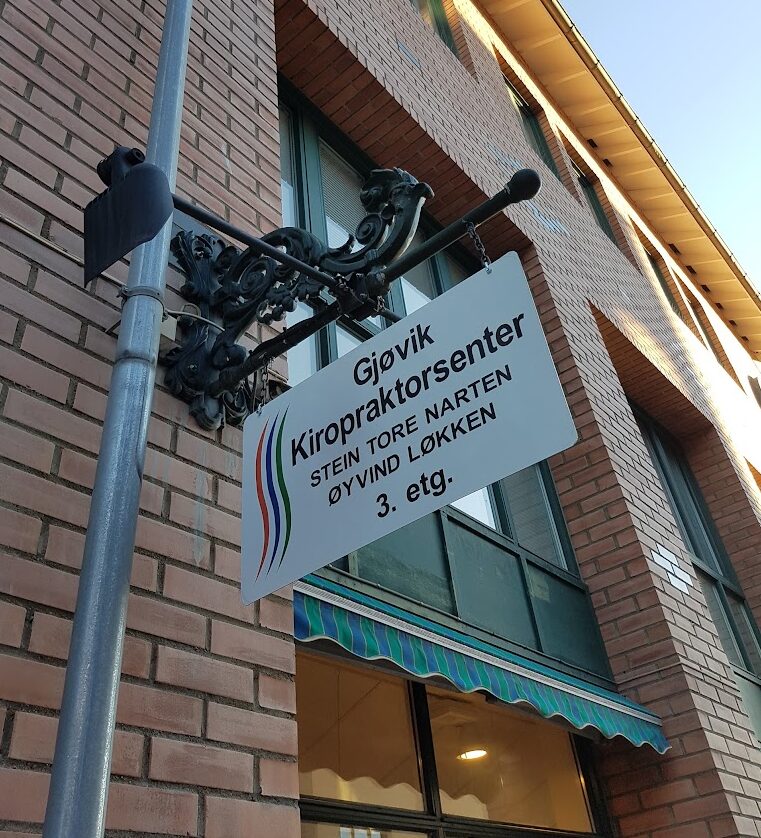 Gjøvik
Kiropraktorsenter
STEIN TORE NARTEN
ØYVIND LØKKEN
3. etg.